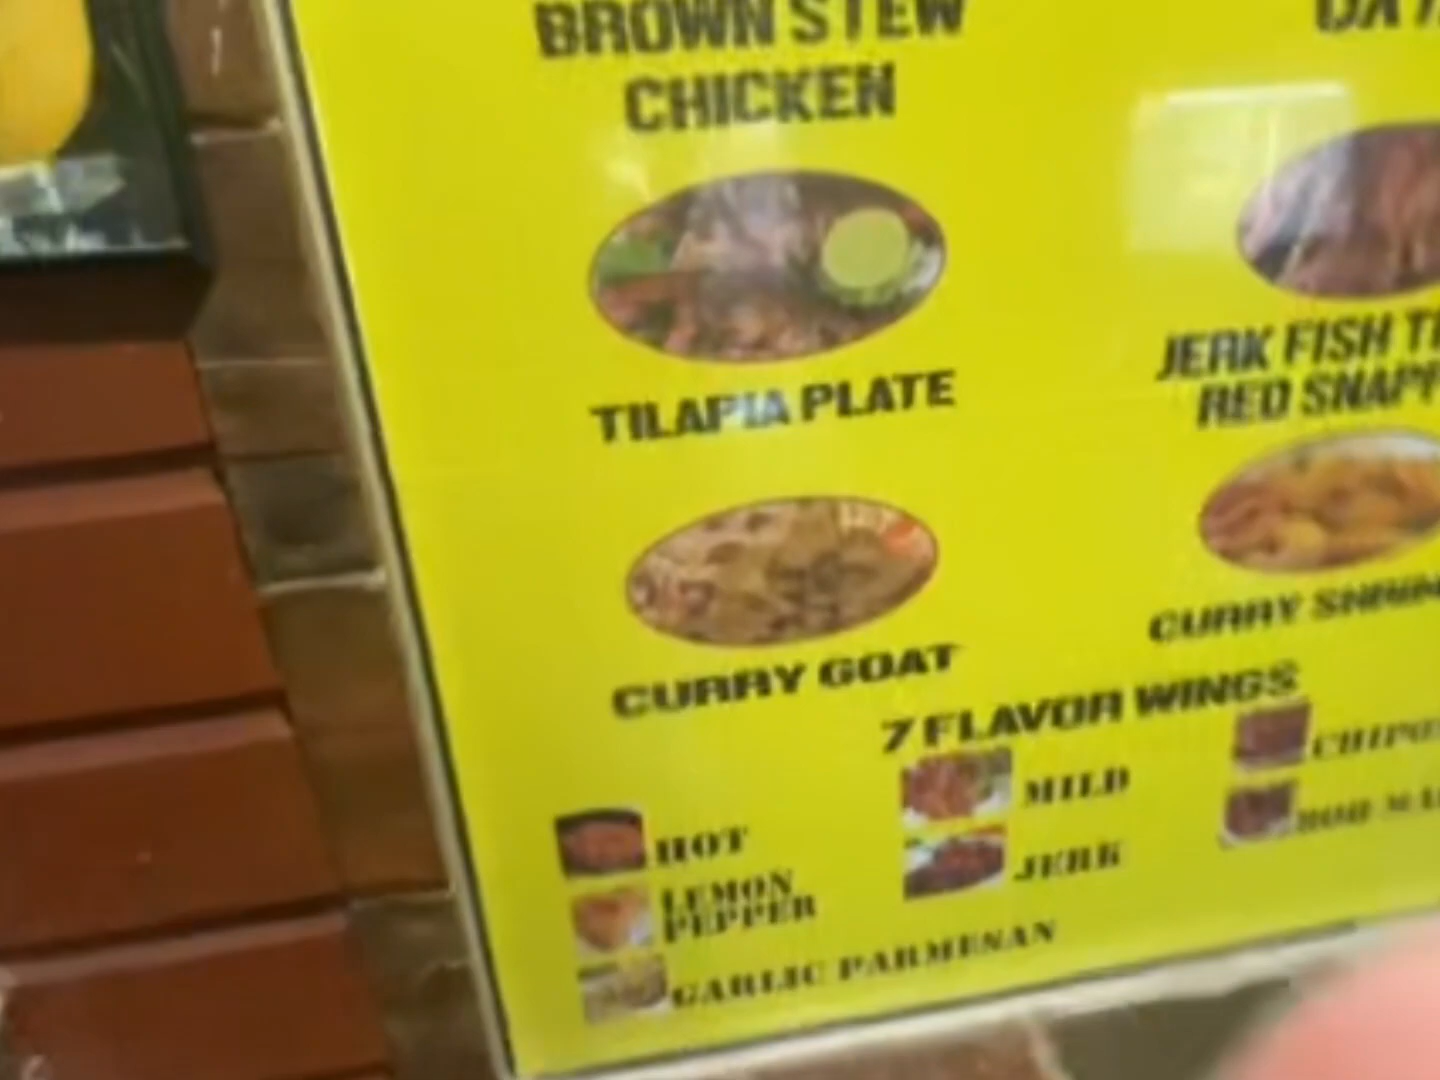 BROWN STEW
CHICKEN
TILAPIA PLATE
JERK FISH
RED
CURRY GOAT
CURRY
7 FLAVOR WINGS
HOT
LEMON
PEPPER
GARLIC PARMESAN
MILD
JERK